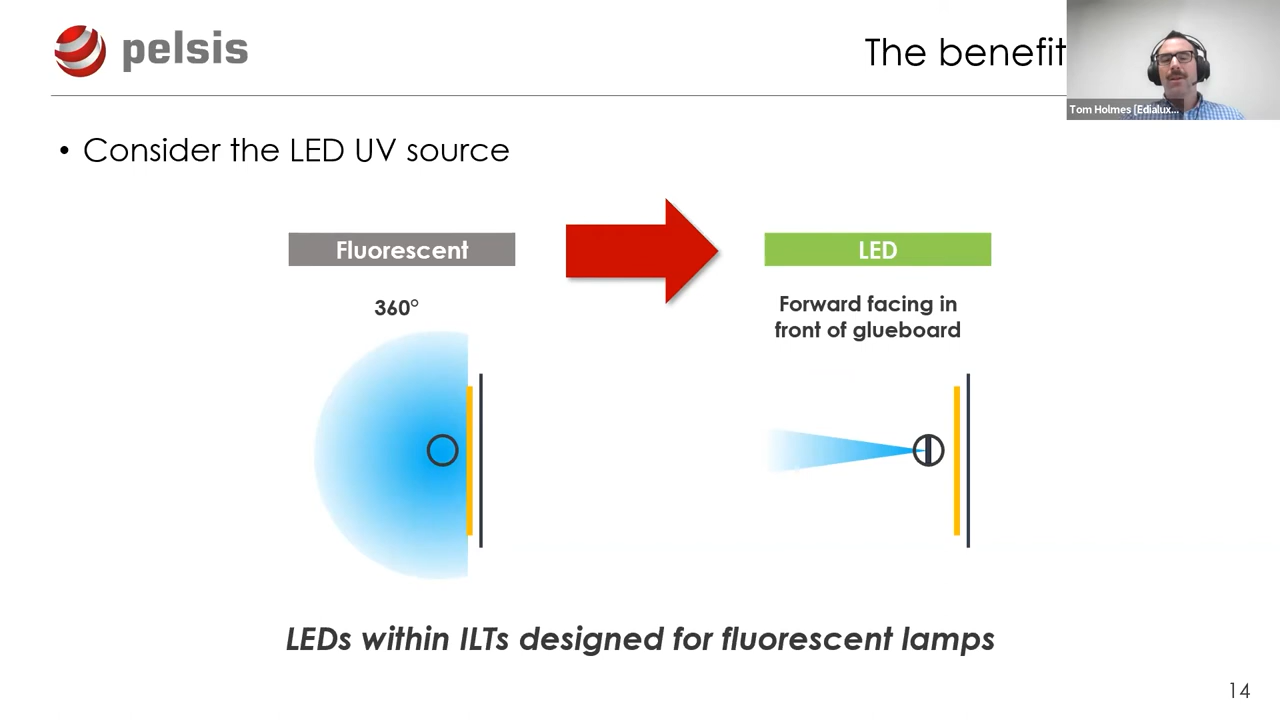 pelsis
The benefit
Tom Holmes [Edialux...
• Consider the LED UV source
Fluorescent
LED
360°
Forward facing in
front of glueboard
LEDs within ILTs designed for fluorescent lamps
14